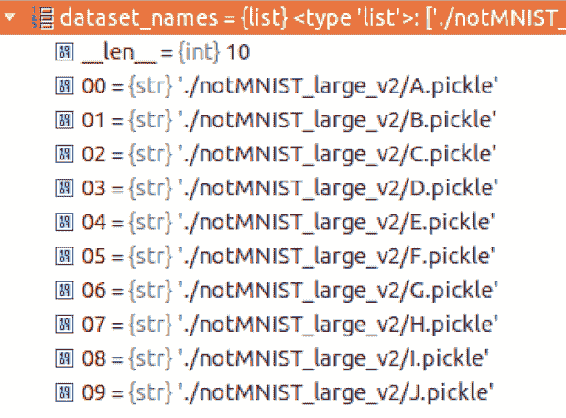 dataset_names = {list} <type 'list'>: ['./notMNIST_
__len__ = {int} 10
00 = {str} './notMNIST_large_v2/A.pickle'
01 = {str} './notMNIST_large_v2/B.pickle'
02 = {str} './notMNIST_large_v2/C.pickle'
03 = {str} './notMNIST_large_v2/D.pickle'
04 = {str} './notMNIST_large_v2/E.pickle'
05 = {str} './notMNIST_large_v2/F.pickle'
06 = {str} './notMNIST_large_v2/G.pickle'
07 = {str} './notMNIST_large_v2/H.pickle'
08 = {str} './notMNIST_large_v2/I.pickle'
09 = {str} './notMNIST_large_v2/J.pickle'